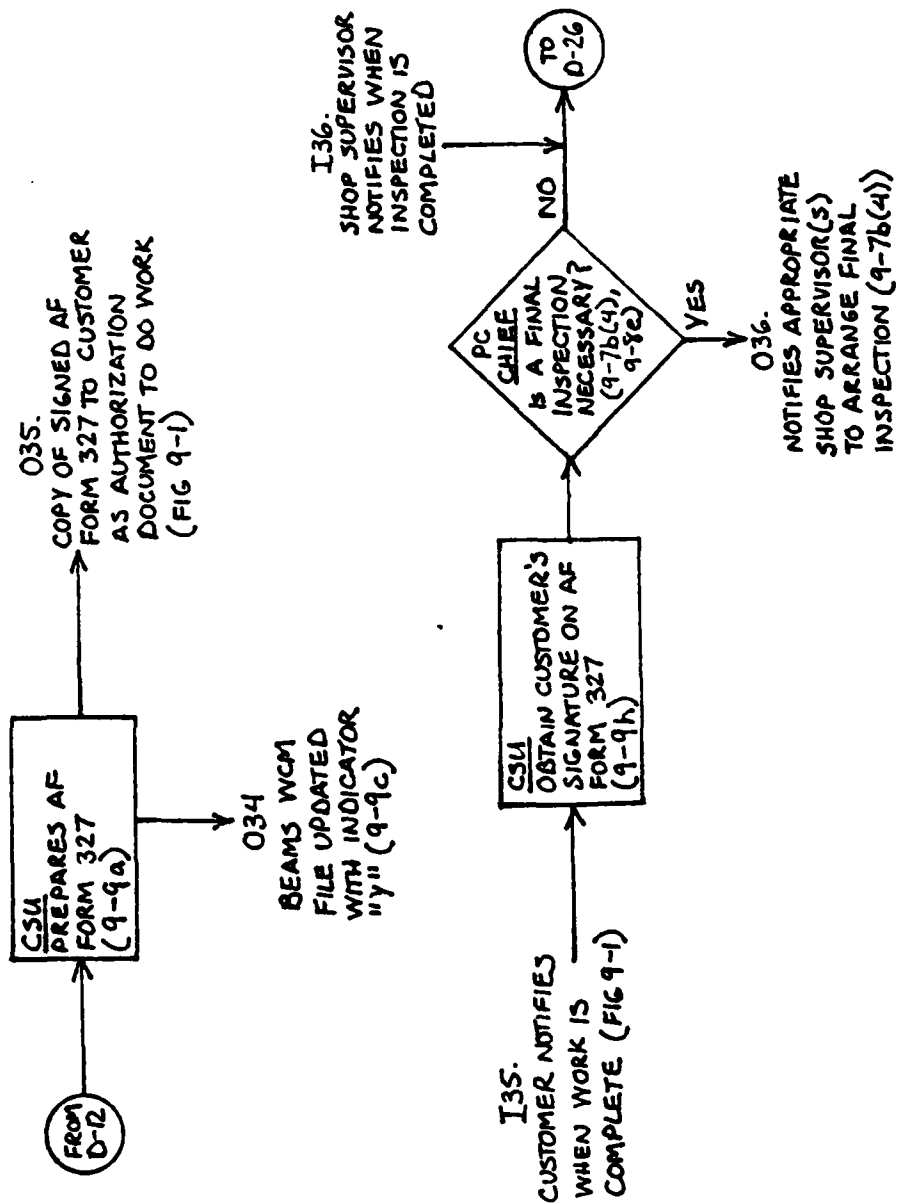 FROM
D-12
CSU
PREPARES AF
FORM 327
(9-9a)
O35.
COPY OF SIGNED AF
FORM 327 TO CUSTOMER
AS AUTHORIZATION
DOCUMENT TO DO WORK
(FIG 9-1)
O34
BEAMS WCM
FILE UPDATED
WITH INDICATOR
"Y" (9-9c)
I35.
CUSTOMER NOTIFIES
WHEN WORK IS
COMPLETE (FIG 9-1)
CSU
OBTAIN CUSTOMER'S
SIGNATURE ON AF
FORM 327
(9-9h)
PC
CHIEF
IS A FINAL
INSPECTION
NECESSARY?
(9-7b(4),
9-8e)
NO
I36.
SHOP SUPERVISOR
NOTIFIES WHEN
INSPECTION IS
COMPLETED
TO
D-26
YES
O36.
NOTIFIES APPROPRIATE
SHOP SUPERVISOR(S)
TO ARRANGE FINAL
INSPECTION (9-7b(4))